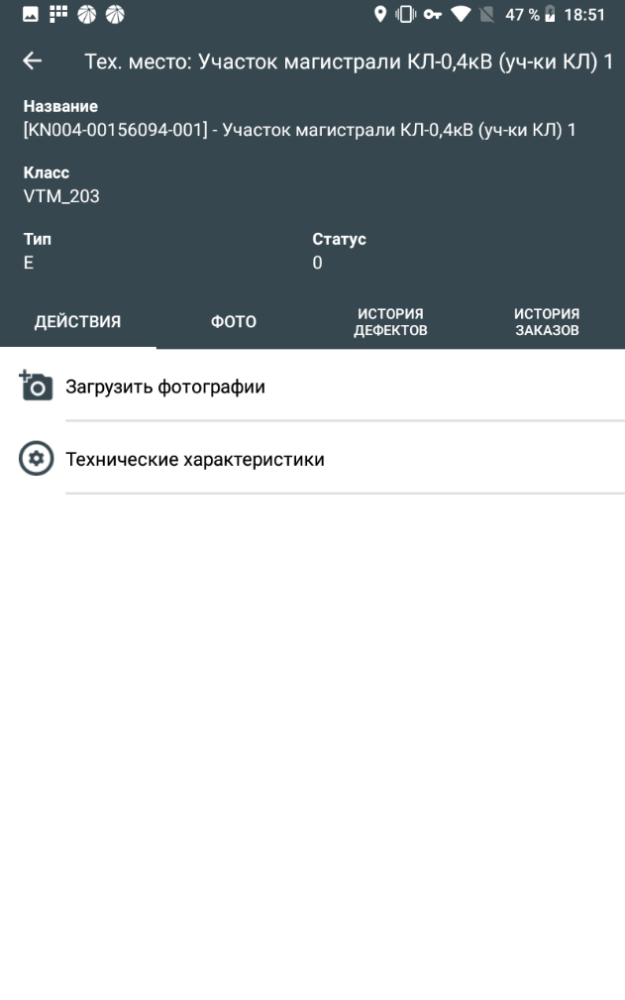 47 % 18:51
Тех. место: Участок магистрали КЛ-0,4кВ (уч-ки КЛ) 1
Название
[KN004-00156094-001] - Участок магистрали КЛ-0,4кВ (уч-ки КЛ) 1
Класс
VTM_203
Тип
E
Статус
0
ДЕЙСТВИЯ
ФОТО
ИСТОРИЯ
ДЕФЕКТОВ
ИСТОРИЯ
ЗАКАЗОВ
Загрузить фотографии
Технические характеристики